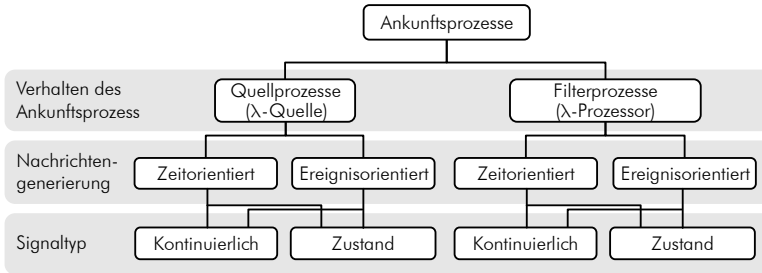 Ankunftsprozesse
Verhalten des
Ankunftsprozess
Quellprozesse
(λ-Quelle)
Filterprozesse
(λ-Prozessor)
Nachrichten-
generierung
Zeitorientiert
Ereignisorientiert
Zeitorientiert
Ereignisorientiert
Signaltyp
Kontinuierlich
Zustand
Kontinuierlich
Zustand